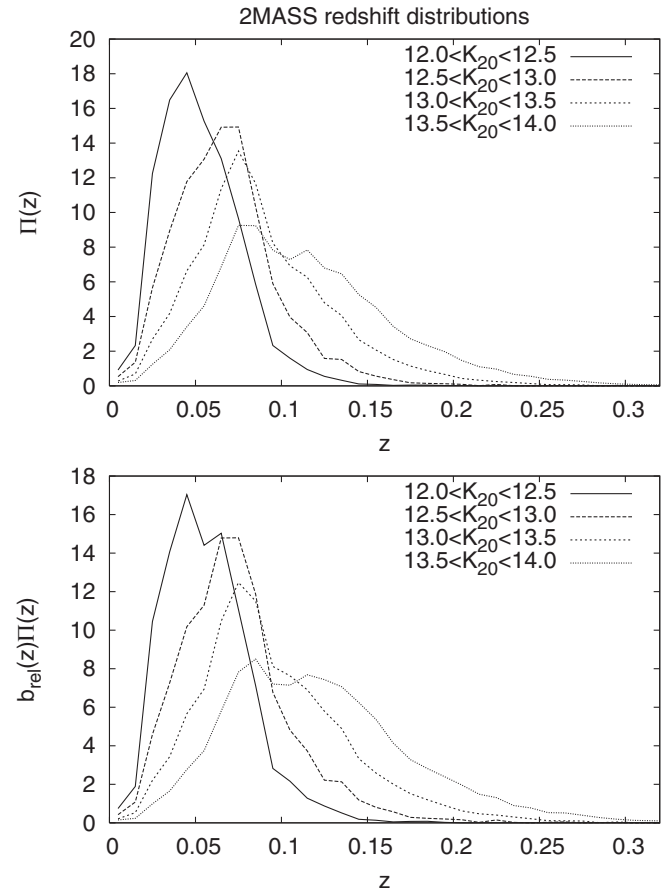 2MASS redshift distributions
20
18
16
14
12
10
8
6
4
2
0
Π(z)
12.0<K20<12.5
12.5<K20<13.0
13.0<K20<13.5
13.5<K20<14.0
0 0.05 0.1 0.15 0.2 0.25 0.3
z
18
16
14
12
10
8
6
4
2
0
brel(z)Π(z)
12.0<K20<12.5
12.5<K20<13.0
13.0<K20<13.5
13.5<K20<14.0
0 0.05 0.1 0.15 0.2 0.25 0.3
z